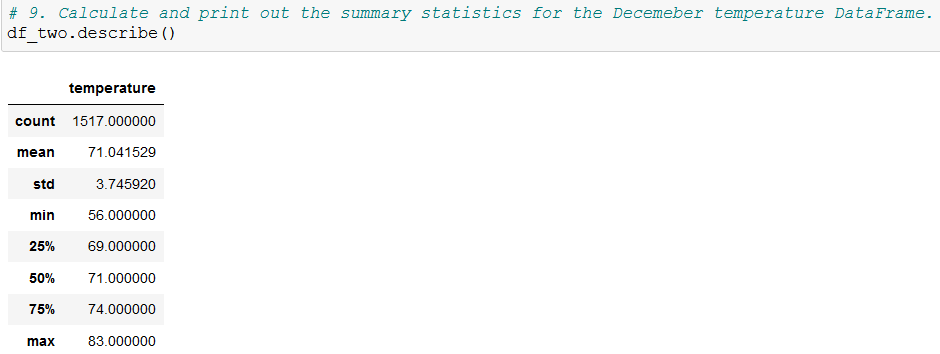 # 9. Calculate and print out the summary statistics for the Decemeber temperature DataFrame.
df_two.describe()
temperature
count 1517.000000
mean 71.041529
std 3.745920
min 56.000000
25% 69.000000
50% 71.000000
75% 74.000000
max 83.000000